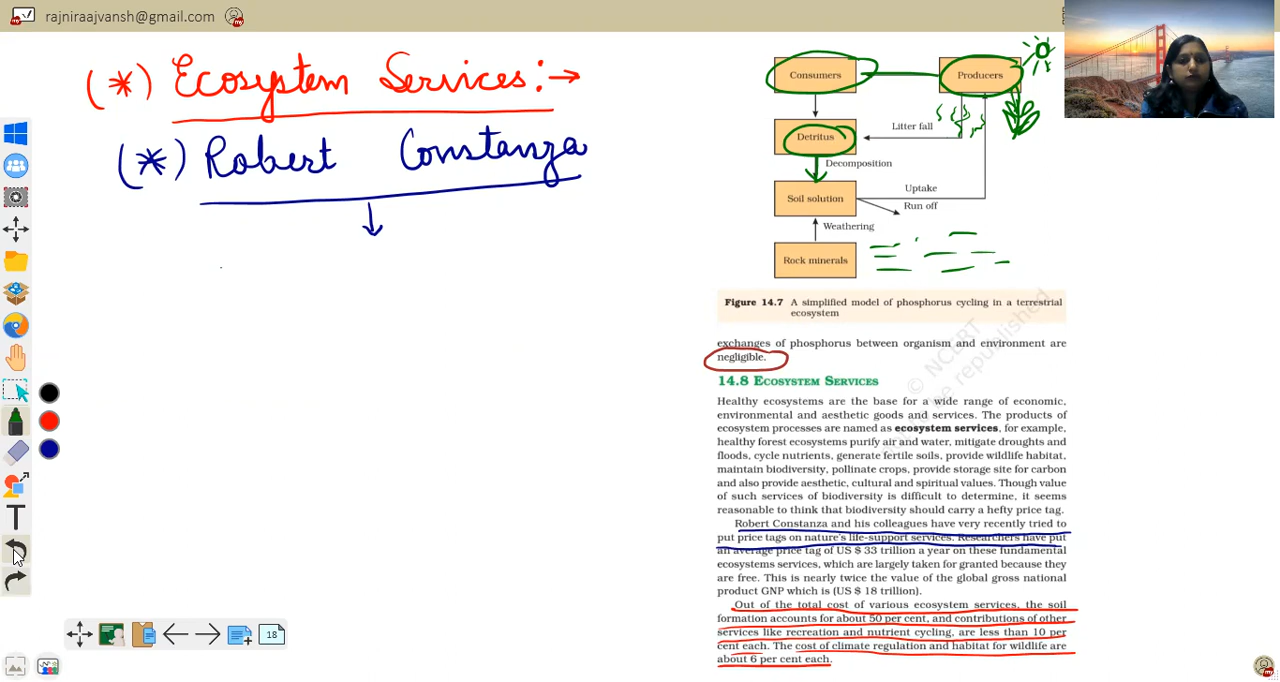 rajniraajvansh@gmail.com
(*) Ecosystem Services:→
(*) Robert Constanza
Consumers
Producers
Detritus
Litter fall
Decomposition
Soil solution
Uptake
Run off
Weathering
Rock minerals
Figure 14.7 A simplified model of phosphorus cycling in a terrestrial
ecosystem
exchanges of phosphorus between organism and environment are
negligible.
14.8 ECOSYSTEM SERVICES
Healthy ecosystems are the base for a wide range of economic,
environmental and aesthetic goods and services. The products of
ecosystem processes are named as ecosystem services, for example,
healthy forest ecosystems purify air and water, mitigate droughts and
floods, cycle nutrients, generate fertile soils, provide wildlife habitat,
maintain biodiversity, pollinate crops, provide storage site for carbon
and also provide aesthetic, cultural and spiritual values. Though value
of such services of biodiversity is difficult to determine, it seems
reasonable to think that biodiversity should carry a hefty price tag.
Robert Constanza and his colleagues have very recently tried to
put price tags on nature's life-support services. Researchers have put
an average price tag of US $ 33 trillion a year on these fundamental
ecosystems services, which are largely taken for granted because they
are free. This is nearly twice the value of the global gross national
product GNP which is (US $ 18 trillion).
Out of the total cost of various ecosystem services, the soil
formation accounts for about 50 per cent, and contributions of other
services like recreation and nutrient cycling, are less than 10 per
cent each. The cost of climate regulation and habitat for wildlife are
about 6 per cent each.
© NCERT
be republished
T
18